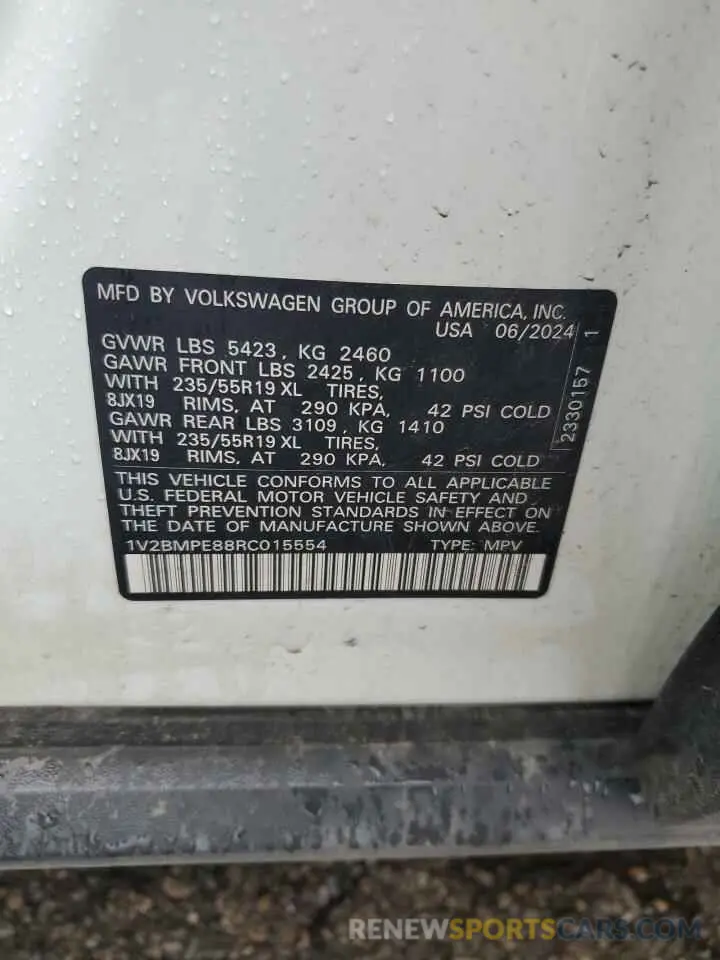 MFD BY VOLKSWAGEN GROUP OF AMERICA, INC.
USA 06/2024
GVWR LBS 5423, KG 2460
GAWR FRONT LBS 2425, KG 1100
WITH 235/55R19 XL TIRES,
8JX19 RIMS, AT 290 KPA, 42 PSI COLD
GAWR REAR LBS 3109, KG 1410
WITH 235/55R19 XL TIRES,
8JX19 RIMS, AT 290 KPA, 42 PSI COLD
2330157 1
THIS VEHICLE CONFORMS TO ALL APPLICABLE
U.S. FEDERAL MOTOR VEHICLE SAFETY AND
THEFT PREVENTION STANDARDS IN EFFECT ON
THE DATE OF MANUFACTURE SHOWN ABOVE.
1V2BMPE88RC015554 TYPE: MPV
RENEWSPORTSCARS.COM